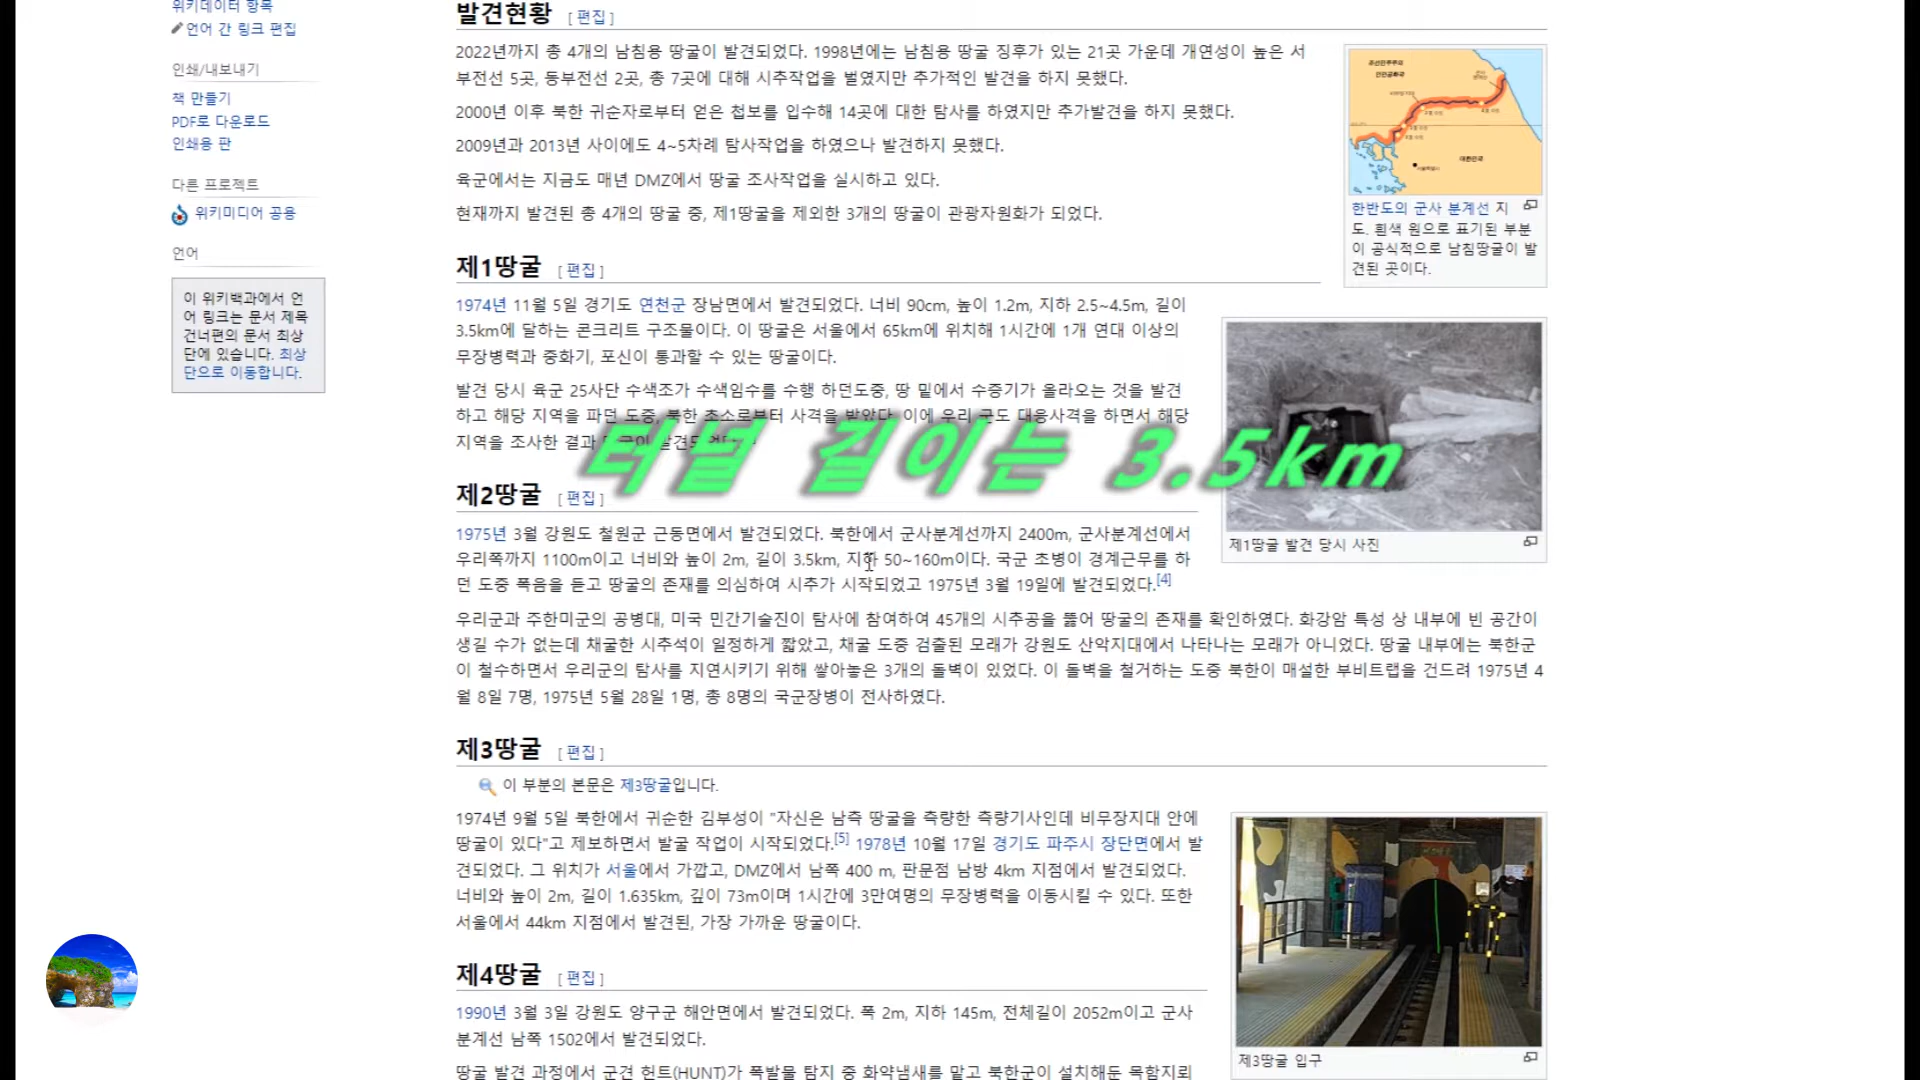 위키데이터 항목
언어 간 링크 편집
인쇄/내보내기
책 만들기
PDF로 다운로드
인쇄용 판
다른 프로젝트
위키미디어 공용
언어
이 위키백과에서 언
어 링크는 문서 제목
건너편의 문서 최상
단에 있습니다. 최상
단으로 이동합니다.
발견현황 [ 편집 ]
2022년까지 총 4개의 남침용 땅굴이 발견되었다. 1998년에는 남침용 땅굴 징후가 있는 21곳 가운데 개연성이 높은 서
부전선 5곳, 동부전선 2곳, 총 7곳에 대해 시추작업을 벌였지만 추가적인 발견을 하지 못했다.
2000년 이후 북한 귀순자로부터 얻은 첩보를 입수해 14곳에 대한 탐사를 하였지만 추가발견을 하지 못했다.
2009년과 2013년 사이에도 4~5차례 탐사작업을 하였으나 발견하지 못했다.
육군에서는 지금도 매년 DMZ에서 땅굴 조사작업을 실시하고 있다.
현재까지 발견된 총 4개의 땅굴 중, 제1땅굴을 제외한 3개의 땅굴이 관광자원화가 되었다.
조선민주주의
인민공화국
대한민국
서울특별시
한반도의 군사 분계선 지
도. 흰색 원으로 표기된 부분
이 공식적으로 남침땅굴이 발
견된 곳이다.
제1땅굴 [ 편집 ]
1974년 11월 5일 경기도 연천군 장남면에서 발견되었다. 너비 90cm, 높이 1.2m, 지하 2.5~4.5m, 길이
3.5km에 달하는 콘크리트 구조물이다. 이 땅굴은 서울에서 65km에 위치해 1시간에 1개 연대 이상의
무장병력과 중화기, 포신이 통과할 수 있는 땅굴이다.
발견 당시 육군 25사단 수색조가 수색임수를 수행 하던도중, 땅 밑에서 수증기가 올라오는 것을 발견
하고 해당 지역을 파던 도중, 북한 초소로부터 사격을 받았다. 이에 우리 군도 대응사격을 하면서 해당
지역을 조사한 결과 발견되었다.
터널 길이는 3.5km
제1땅굴 발견 당시 사진
제2땅굴 [ 편집 ]
1975년 3월 강원도 철원군 근동면에서 발견되었다. 북한에서 군사분계선까지 2400m, 군사분계선에서
우리쪽까지 1100m이고 너비와 높이 2m, 길이 3.5km, 지하 50~160m이다. 국군 초병이 경계근무를 하
던 도중 폭음을 듣고 땅굴의 존재를 의심하여 시추가 시작되었고 1975년 3월 19일에 발견되었다.[4]
우리군과 주한미군의 공병대, 미국 민간기술진이 탐사에 참여하여 45개의 시추공을 뚫어 땅굴의 존재를 확인하였다. 화강암 특성 상 내부에 빈 공간이
생길 수가 없는데 채굴한 시추석이 일정하게 짧았고, 채굴 도중 검출된 모래가 강원도 산악지대에서 나타나는 모래가 아니었다. 땅굴 내부에는 북한군
이 철수하면서 우리군의 탐사를 지연시키기 위해 쌓아놓은 3개의 돌벽이 있었다. 이 돌벽을 철거하는 도중 북한이 매설한 부비트랩을 건드려 1975년 4
월 8일 7명, 1975년 5월 28일 1명, 총 8명의 국군장병이 전사하였다.
제3땅굴 [ 편집 ]
이 부분의 본문은 제3땅굴입니다.
1974년 9월 5일 북한에서 귀순한 김부성이 "자신은 남측 땅굴을 측량한 측량기사인데 비무장지대 안에
땅굴이 있다"고 제보하면서 발굴 작업이 시작되었다.[5] 1978년 10월 17일 경기도 파주시 장단면에서 발
견되었다. 그 위치가 서울에서 가깝고, DMZ에서 남쪽 400 m, 판문점 남방 4km 지점에서 발견되었다.
너비와 높이 2m, 길이 1.635km, 깊이 73m이며 1시간에 3만여명의 무장병력을 이동시킬 수 있다. 또한
서울에서 44km 지점에서 발견된, 가장 가까운 땅굴이다.
제3땅굴 입구
제4땅굴 [ 편집 ]
1990년 3월 3일 강원도 양구군 해안면에서 발견되었다. 폭 2m, 지하 145m, 전체길이 2052m이고 군사
분계선 남쪽 1502에서 발견되었다.
땅굴 발견 과정에서 군견 헌트(HUNT)가 폭발물 탐지 중 화약냄새를 맡고 북한군이 설치해둔 목함지뢰